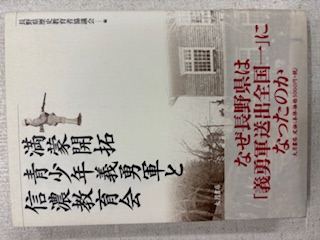 長野県歴史教育者協議会＝編
満蒙開拓
青少年義勇軍と
信濃教育会
なぜ長野県は
「義勇軍送出全国一」に
なったのか